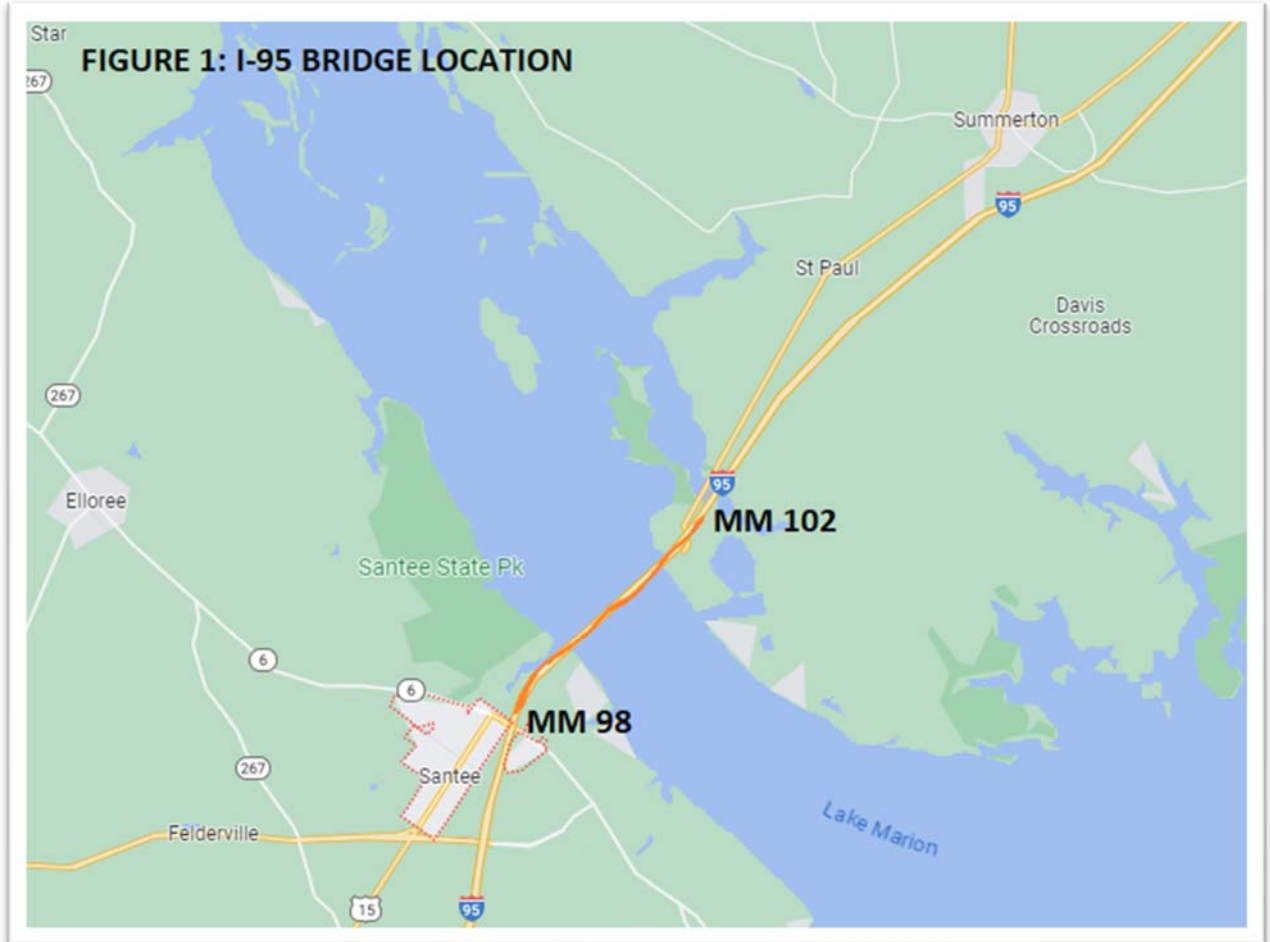 Star
FIGURE 1: I-95 BRIDGE LOCATION
267
Summerton
95
St Paul
Davis
Crossroads
267
95
Elloree
MM 102
Santee State Pk
6
6
MM 98
267
Santee
Lake Marion
Felderville
15
95